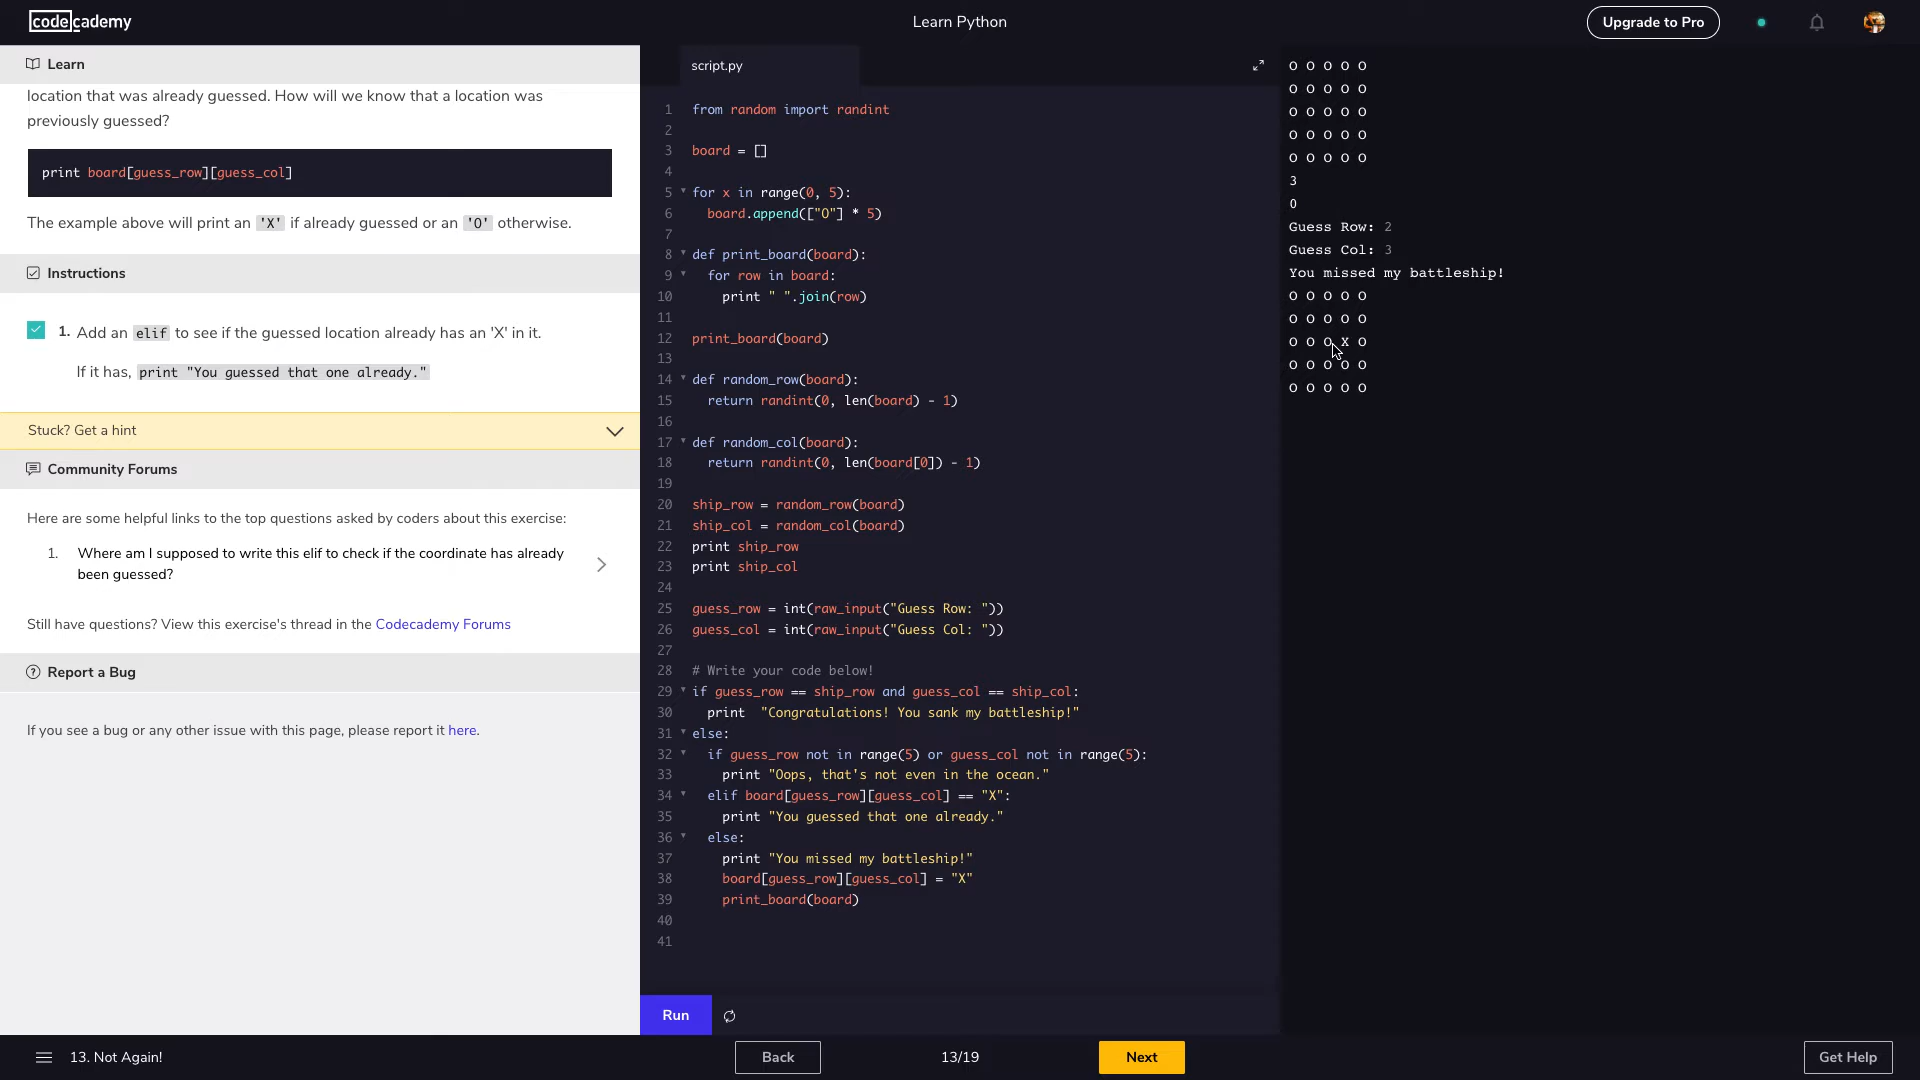 codecademy
Learn Python
Upgrade to Pro
Learn
location that was already guessed. How will we know that a location was
previously guessed?
print board[guess_row][guess_col]
The example above will print an 'X' if already guessed or an 'O' otherwise.
Instructions
1. Add an elif to see if the guessed location already has an 'X' in it.
If it has, print "You guessed that one already."
Stuck? Get a hint
Community Forums
Here are some helpful links to the top questions asked by coders about this exercise:
1. Where am I supposed to write this elif to check if the coordinate has already
been guessed?
Still have questions? View this exercise's thread in the Codecademy Forums
Report a Bug
If you see a bug or any other issue with this page, please report it here.
script.py
1 from random import randint
2
3 board = []
4
5 for x in range(0, 5):
6 board.append(["O"] * 5)
7
8 def print_board(board):
9 for row in board:
10 print " ".join(row)
11
12 print_board(board)
13
14 def random_row(board):
15 return randint(0, len(board) - 1)
16
17 def random_col(board):
18 return randint(0, len(board[0]) - 1)
19
20 ship_row = random_row(board)
21 ship_col = random_col(board)
22 print ship_row
23 print ship_col
24
25 guess_row = int(raw_input("Guess Row: "))
26 guess_col = int(raw_input("Guess Col: "))
27
28 # Write your code below!
29 if guess_row == ship_row and guess_col == ship_col:
30 print  "Congratulations! You sank my battleship!"
31 else:
32 if guess_row not in range(5) or guess_col not in range(5):
33 print "Oops, that's not even in the ocean."
34 elif board[guess_row][guess_col] == "X":
35 print "You guessed that one already."
36 else:
37 print "You missed my battleship!"
38 board[guess_row][guess_col] = "X"
39 print_board(board)
40
41
Run
O O O O O
O O O O O
O O O O O
O O O O O
O O O O O
3
0
Guess Row: 2
Guess Col: 3
You missed my battleship!
O O O O O
O O O O O
O O O X O
O O O O O
O O O O O
13. Not Again!
Back
13/19
Next
Get Help